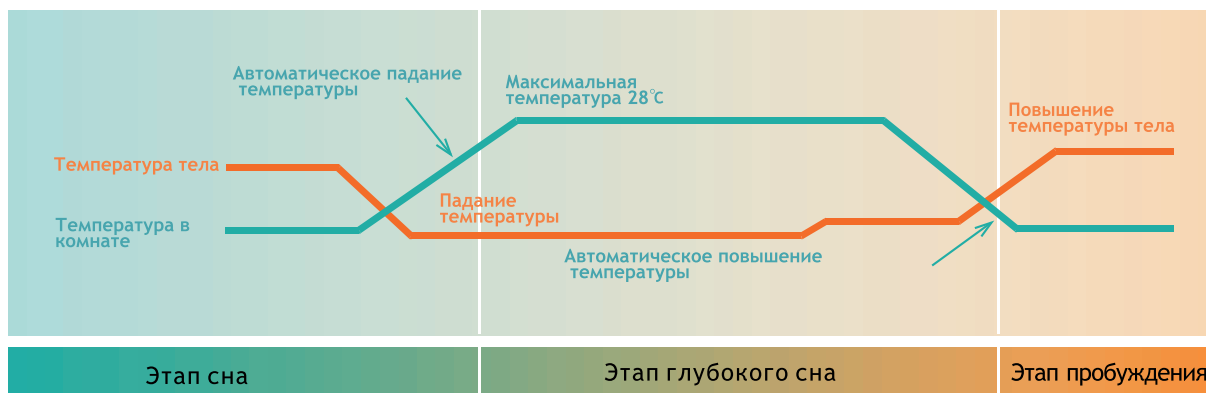 Автоматическое падание
температуры
Максимальная
температура 28°C
Повышение
температуры тела
Температура тела
Падание
температуры
Температура в
комнате
Автоматическое повышение
температуры
Этап сна
Этап глубокого сна
Этап пробуждения